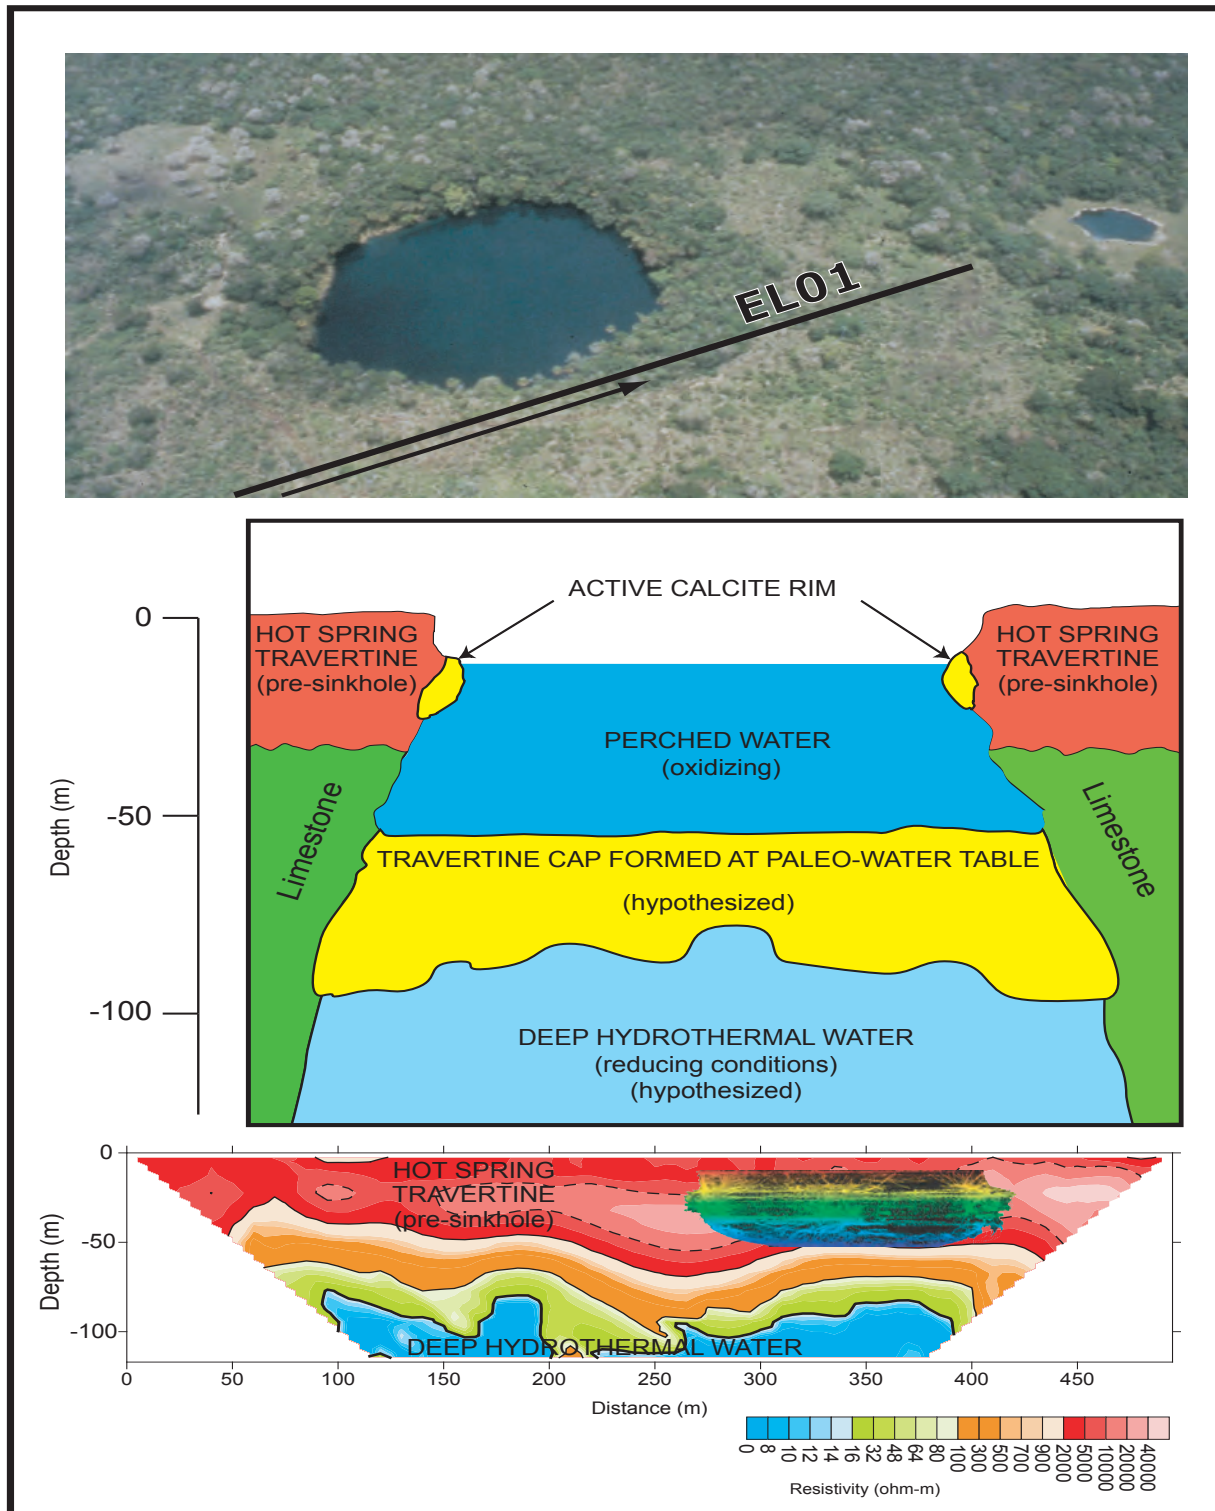 EL01
ACTIVE CALCITE RIM
0
HOT SPRING
TRAVERTINE
(pre-sinkhole)
HOT SPRING
TRAVERTINE
(pre-sinkhole)
PERCHED WATER
(oxidizing)
Depth (m)
-50
Limestone
Limestone
TRAVERTINE CAP FORMED AT PALEO-WATER TABLE
(hypothesized)
-100
DEEP HYDROTHERMAL WATER
(reducing conditions)
(hypothesized)
0
HOT SPRING
TRAVERTINE
(pre-sinkhole)
Depth (m)
-50
-100
DEEP HYDROTHERMAL WATER
0 50 100 150 200 250 300 350 400 450
Distance (m)
0 8 10 12 14 16 32 48 64 80 100 300 500 700 900 2000 5000 10000 20000 40000
Resistivity (ohm-m)